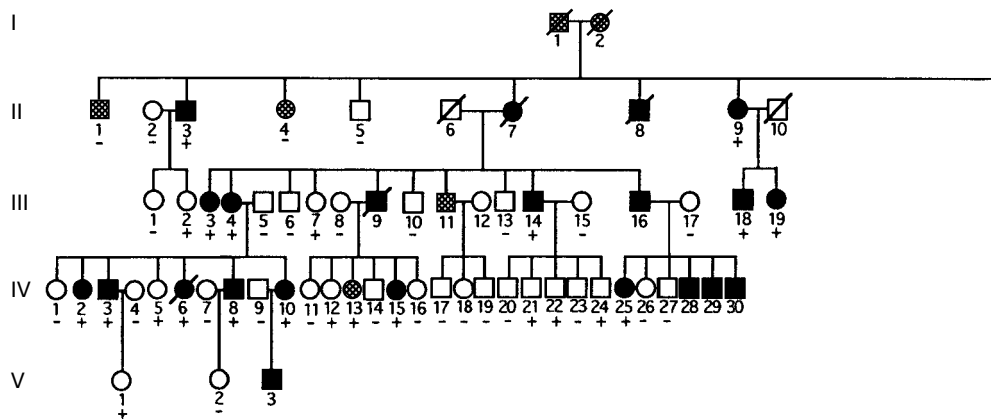 I
1 2
II
1 2 3 4 5 6 7 8 9 10
- - + - - +
III
1 2 3 4 5 6 7 8 9 10 11 12 13 14 15 16 17 18 19
- + + + - - + - - - + - - + +
IV
1 2 3 4 5 6 7 8 9 10 11 12 13 14 15 16 17 18 19 20 21 22 23 24 25 26 27 28 29 30
- + + - + + - + - + - + + - + - - - - - + + - + + - -
V
1 2 3
+ -